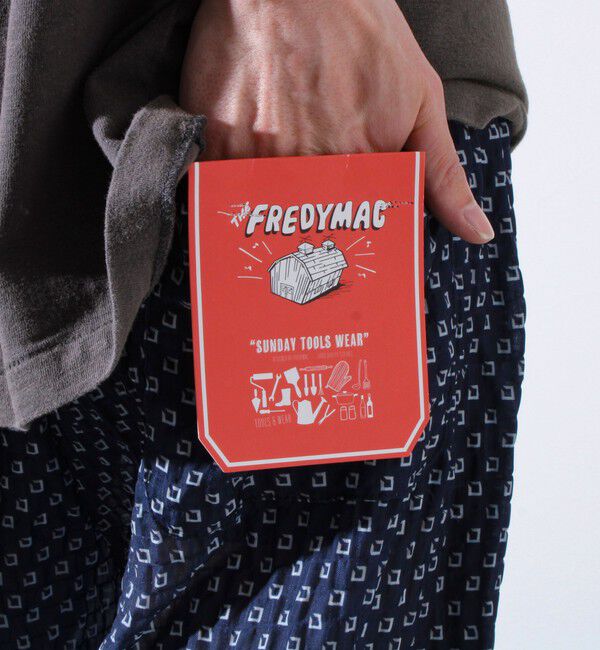 THE
FREDYMAC
"SUNDAY TOOLS WEAR"
TOOLS & WEAR